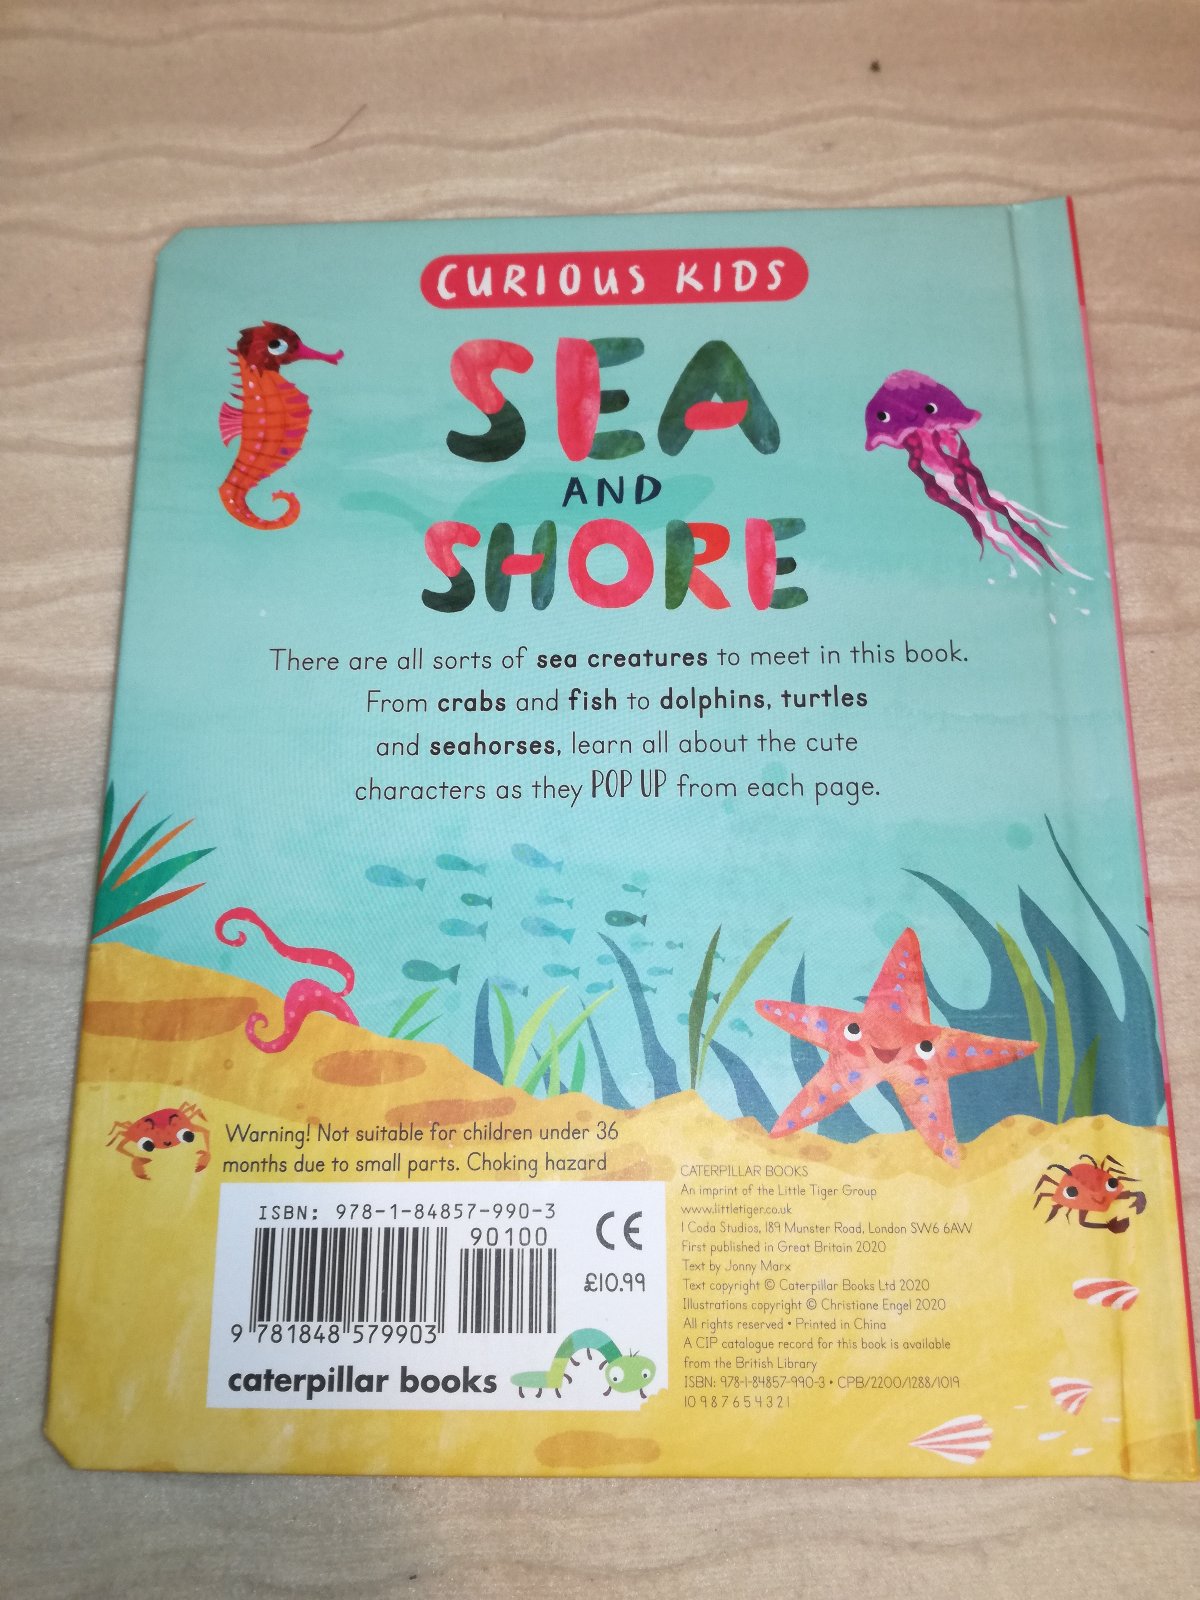 CURIOUS KIDS
SEA
AND
SHORE
There are all sorts of sea creatures to meet in this book.
From crabs and fish to dolphins, turtles
and seahorses, learn all about the cute
characters as they POP UP from each page.
Warning! Not suitable for children under 36
months due to small parts. Choking hazard
ISBN: 978-1-84857-990-3
90100
CE
£10.99
9 781848 579903
caterpillar books
CATERPILLAR BOOKS
An imprint of the Little Tiger Group
www.littletiger.co.uk
1 Coda Studios, 189 Munster Road, London SW6 6AW
First published in Great Britain 2020
Text by Jonny Marx
Text copyright © Caterpillar Books Ltd 2020
Illustrations copyright © Christiane Engel 2020
All rights reserved • Printed in China
A CIP catalogue record for this book is available
from the British Library
ISBN: 978-1-84857-990-3 • CPB/2200/1288/1019
10 9 8 7 6 5 4 3 2 1